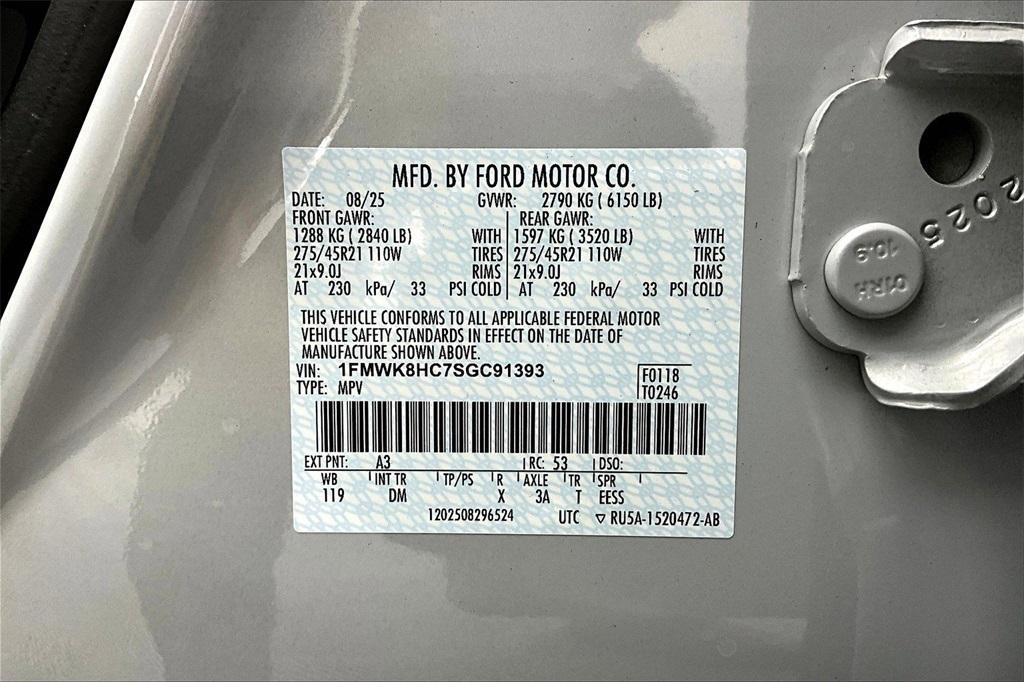 MFD. BY FORD MOTOR CO.
DATE: 08/25 GVWR: 2790 KG ( 6150 LB)
FRONT GAWR: REAR GAWR:
1288 KG ( 2840 LB) WITH 1597 KG ( 3520 LB) WITH
275/45R21 110W TIRES 275/45R21 110W TIRES
21x9.0J RIMS 21x9.0J RIMS
AT 230 kPa/ 33 PSI COLD AT 230 kPa/ 33 PSI COLD
THIS VEHICLE CONFORMS TO ALL APPLICABLE FEDERAL MOTOR
VEHICLE SAFETY STANDARDS IN EFFECT ON THE DATE OF
MANUFACTURE SHOWN ABOVE.
VIN: 1FMWK8HC7SGC91393
TYPE: MPV
F0118
T0246
EXT PNT: A3 RC: 53 DSO:
WB INT TR TP/PS R AXLE TR SPR
119 DM X 3A T EESS
1202508296524 UTC ▽ RU5A-1520472-AB
2025
10.9
01RH